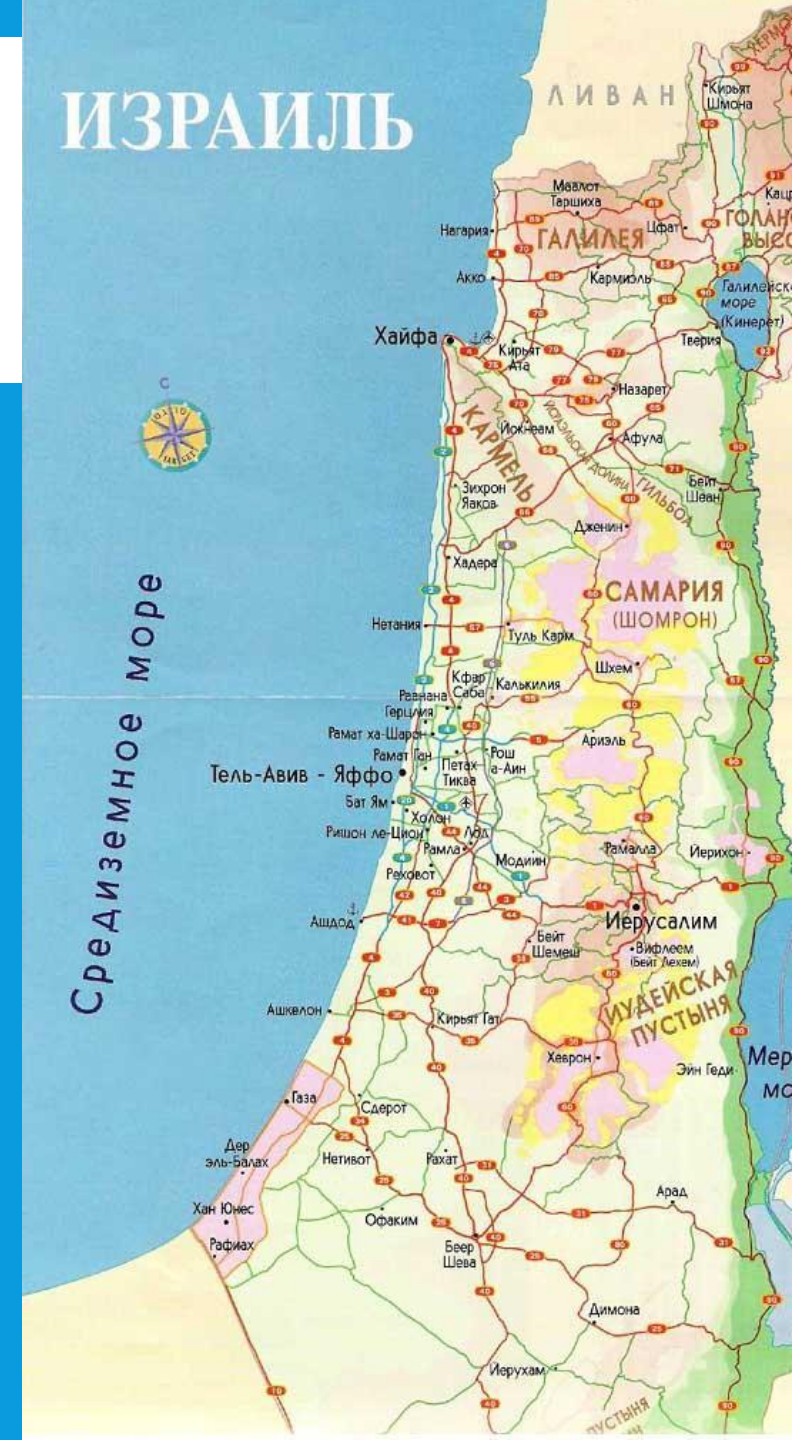 ИЗРАИЛЬ
ЛИВАН
Кирьят
Шмона
Маалот
Таршиха
Нагария
ГАЛИЛЕЯ
Цфат
ГОЛАНС
ВЫСО
Акко
Кармиэль
Галилейск
море
(Кинерет)
Тверия
Хайфа
Кирьят
Ата
Назарет
С
КАРМЕЛЬ
Йокнеам
ИЗРАЭЛЬСКАЯ ДОЛИНА
Афула
ГИЛЬБОА
Бейт
Шеан
Зихрон
Яаков
Дженин
Хадера
САМАРИЯ
(ШОМРОН)
Средиземное море
Нетания
Туль Карм
Шхем
Кфар
Саба
Калькилия
Раанана
Герцлия
Рамат ха-Шарон
Ариэль
Рамат Ган
Петах
Тиква
Рош
а-Аин
Тель-Авив - Яффо
Бат Ям
Холон
Ришон ле-Цион
Лод
Рамла
Модиин
Рамалла
Йерихон
Реховот
Иерусалим
Ашдод
Бейт
Шемеш
Вифлеем
(Бейт Лехем)
ИУДЕЙСКАЯ
ПУСТЫНЯ
Ашкелон
Кирьят Гат
Хеврон
Эйн Геди
Мер
мо
Газа
Сдерот
Дер
эль-Балах
Нетивот
Рахат
Хан Юнес
Офаким
Арад
Рафиах
Беер
Шева
Димона
Йерухам
ПУСТЫНЯ